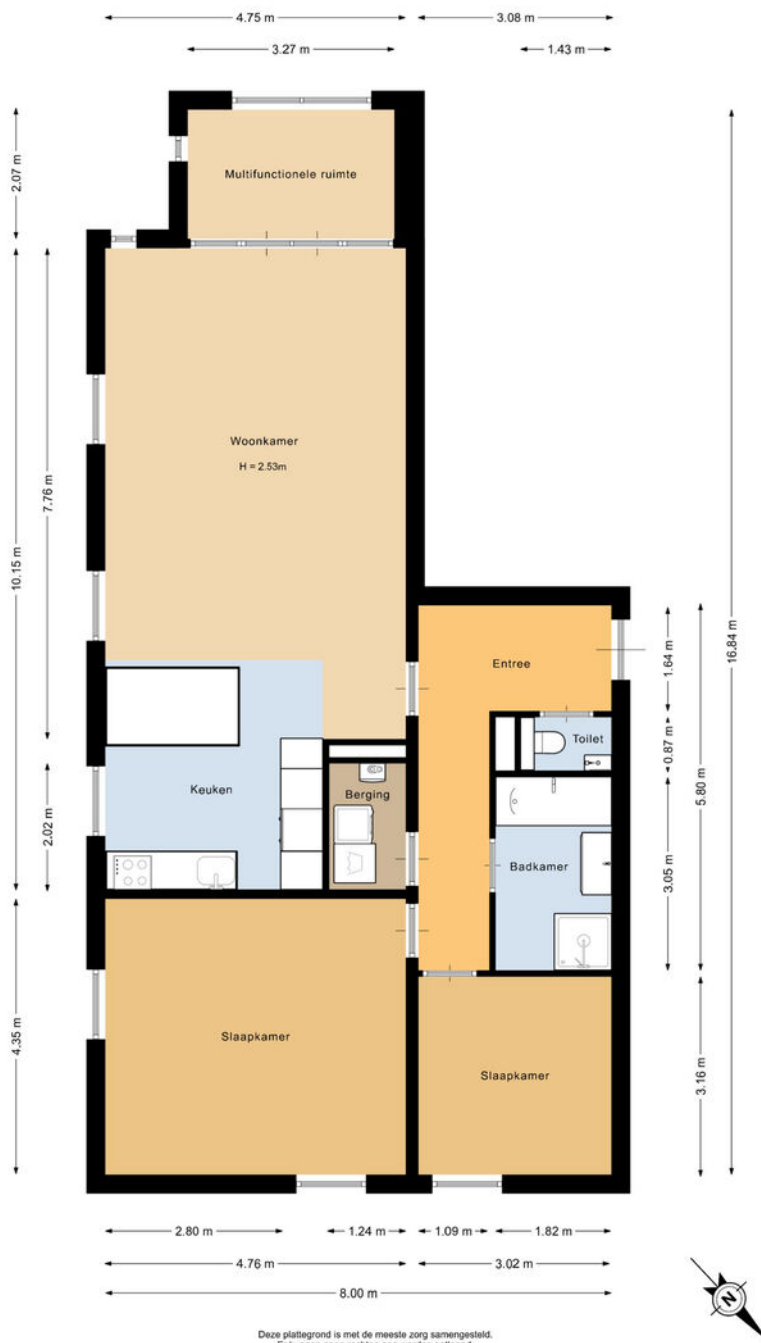 4.75 m
3.08 m
3.27 m
1.43 m
2.07 m
Multifunctionele ruimte
10.15 m
7.76 m
Woonkamer
H = 2.53m
16.84 m
Entree
1.64 m
Toilet
0.87 m
5.80 m
Keuken
Berging
2.02 m
Badkamer
3.05 m
4.35 m
Slaapkamer
Slaapkamer
3.16 m
2.80 m
1.24 m
1.09 m
1.82 m
4.76 m
3.02 m
8.00 m
N
Deze plattegrond is met de meeste zorg samengesteld.